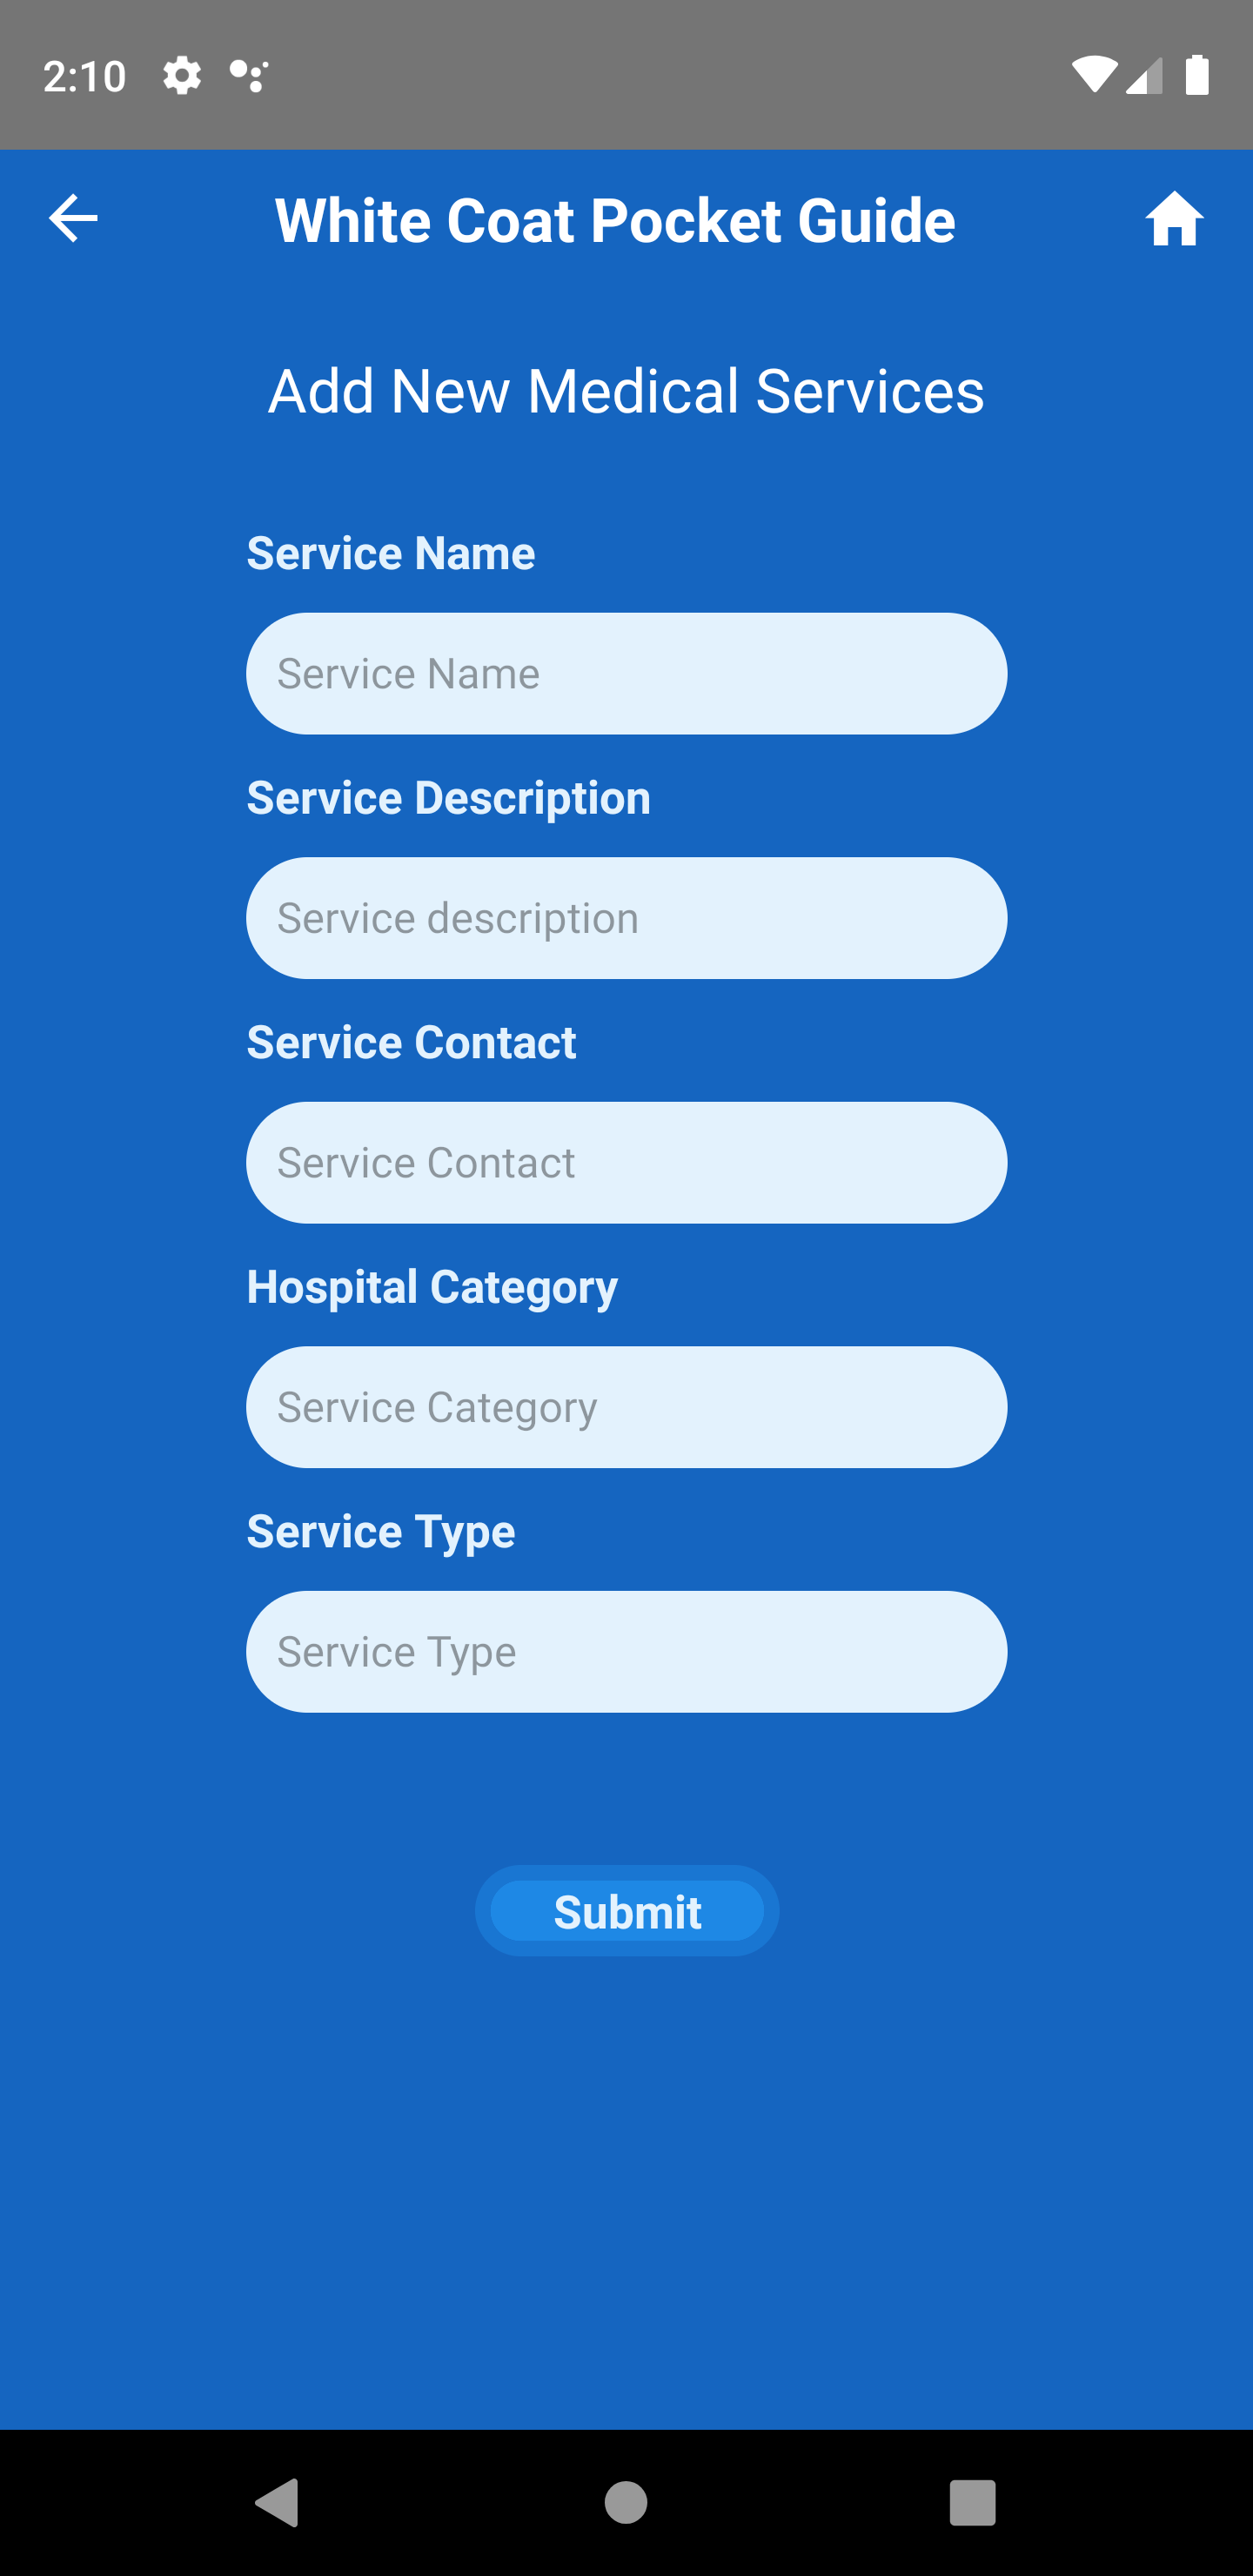 2:10
White Coat Pocket Guide
Add New Medical Services
Service Name
Service Name
Service Description
Service description
Service Contact
Service Contact
Hospital Category
Service Category
Service Type
Service Type
Submit